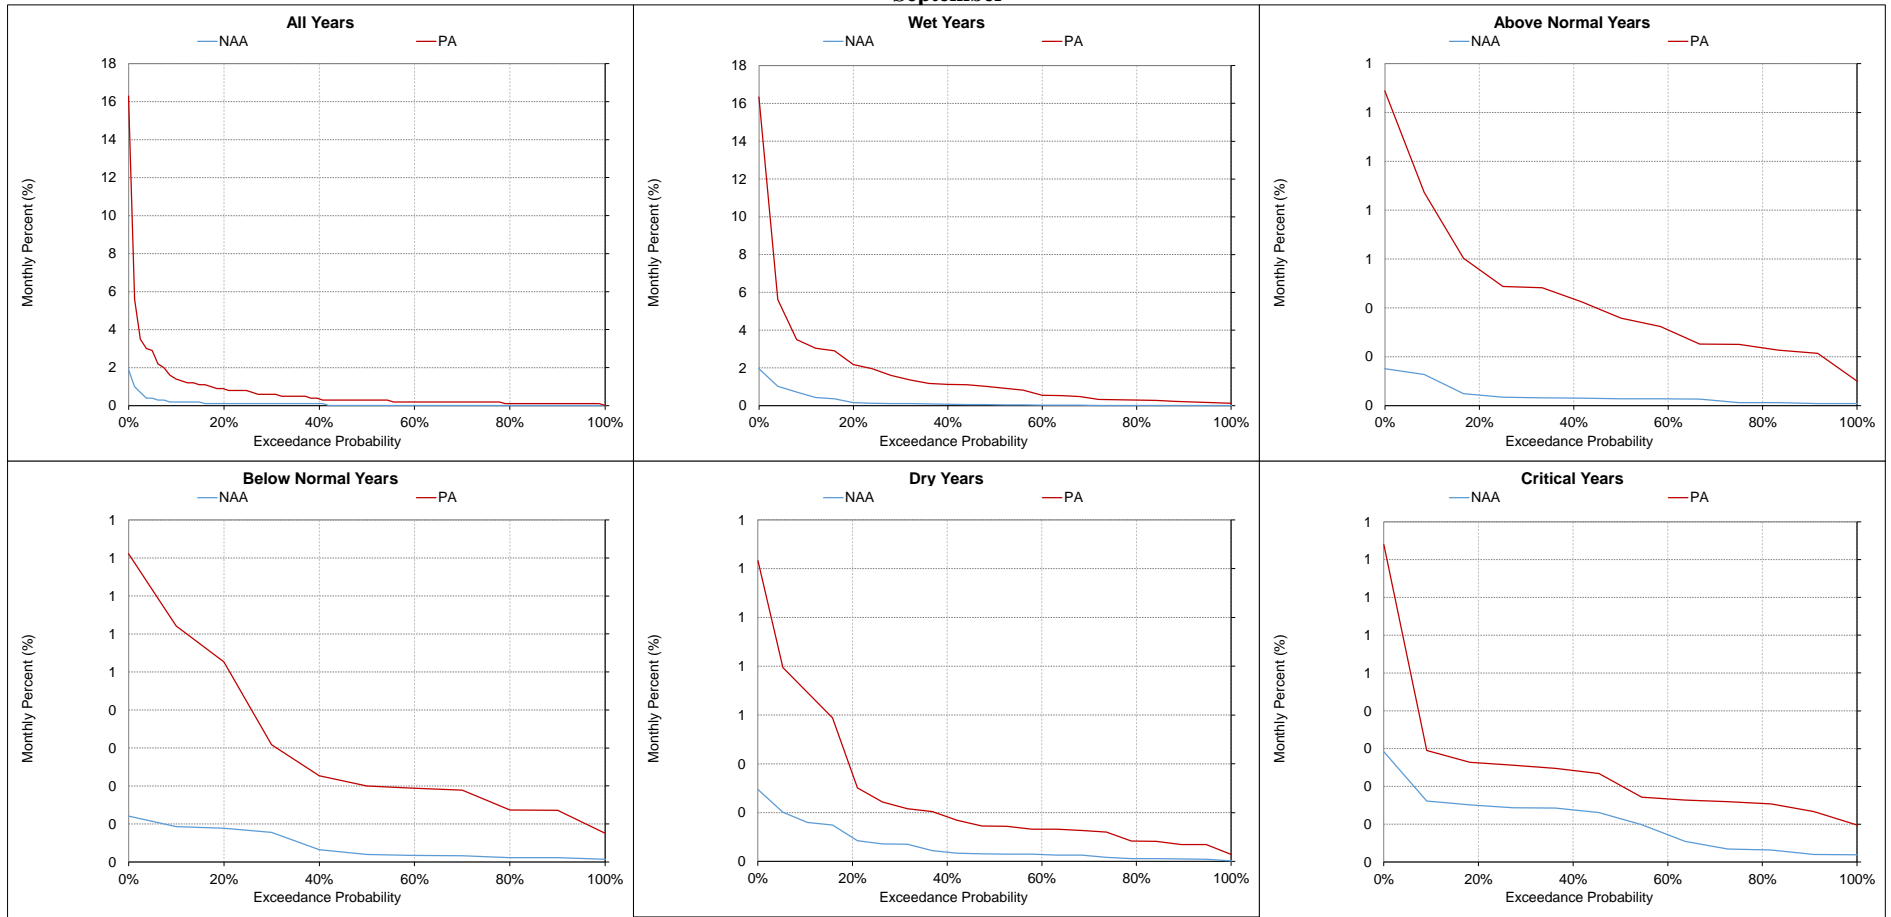 September
All Years
NAA PA
18
16
14
12
10
8
6
4
2
0
Monthly Percent (%)
0% 20% 40% 60% 80% 100%
Exceedance Probability
Wet Years
NAA PA
18
16
14
12
10
8
6
4
2
0
Monthly Percent (%)
0% 20% 40% 60% 80% 100%
Exceedance Probability
Above Normal Years
NAA PA
1
1
1
1
1
0
0
0
Monthly Percent (%)
0% 20% 40% 60% 80% 100%
Exceedance Probability
Below Normal Years
NAA PA
1
1
1
1
1
0
0
0
0
0
Monthly Percent (%)
0% 20% 40% 60% 80% 100%
Exceedance Probability
Dry Years
NAA PA
1
1
1
1
1
0
0
0
Monthly Percent (%)
0% 20% 40% 60% 80% 100%
Exceedance Probability
Critical Years
NAA PA
1
1
1
1
1
0
0
0
0
0
Monthly Percent (%)
0% 20% 40% 60% 80% 100%
Exceedance Probability